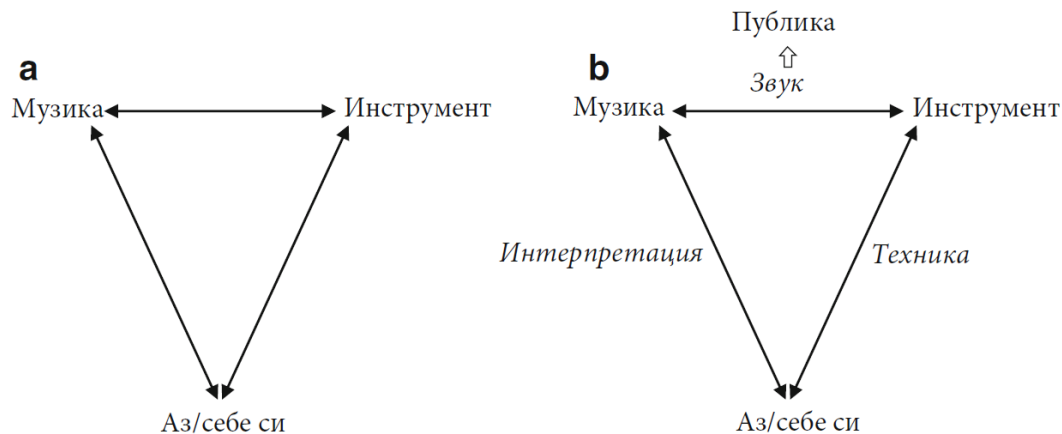 a
Музика
Инструмент
Аз/себе си
b
Публика
Звук
Музика
Инструмент
Интерпретация
Техника
Аз/себе си